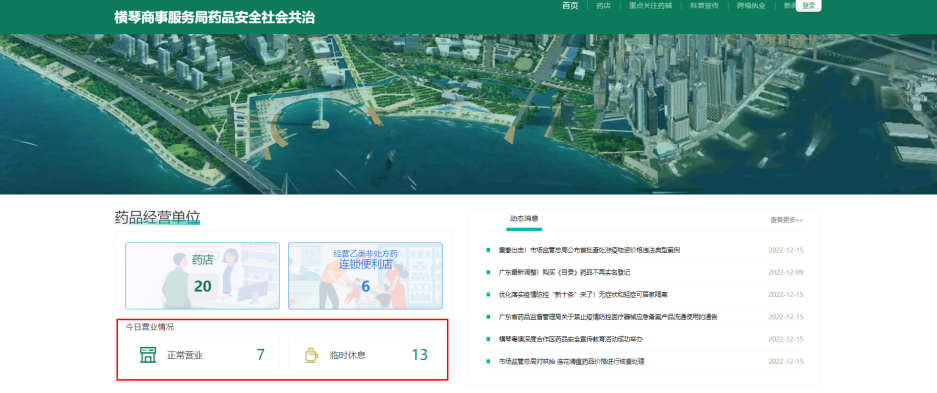 横琴商事服务局药品安全社会共治
首页 药店 重点关注药械 科普宣传 跨境执业 登录
药品经营单位
药店
20
经营乙类非处方药
连锁便利店
6
今日营业情况
正常营业 7
临时休息 13
动态消息 查看更多>>
重拳出击！市场监管总局公布首批查处涉疫物资价格违法典型案例 2022-12-15
广东最新调整！购买《目录》药品不再实名登记 2022-12-09
优化落实疫情防控“新十条”来了！无症状和轻症可居家隔离 2022-12-15
广东省药品监督管理局关于禁止疫情防控医疗器械应急备案产品流通使用的通告 2022-12-15
横琴粤澳深度合作区药品安全宣传教育活动成功举办 2022-12-15
市场监管总局对哄抬 连花清瘟药品价格进行核查处理 2022-12-15